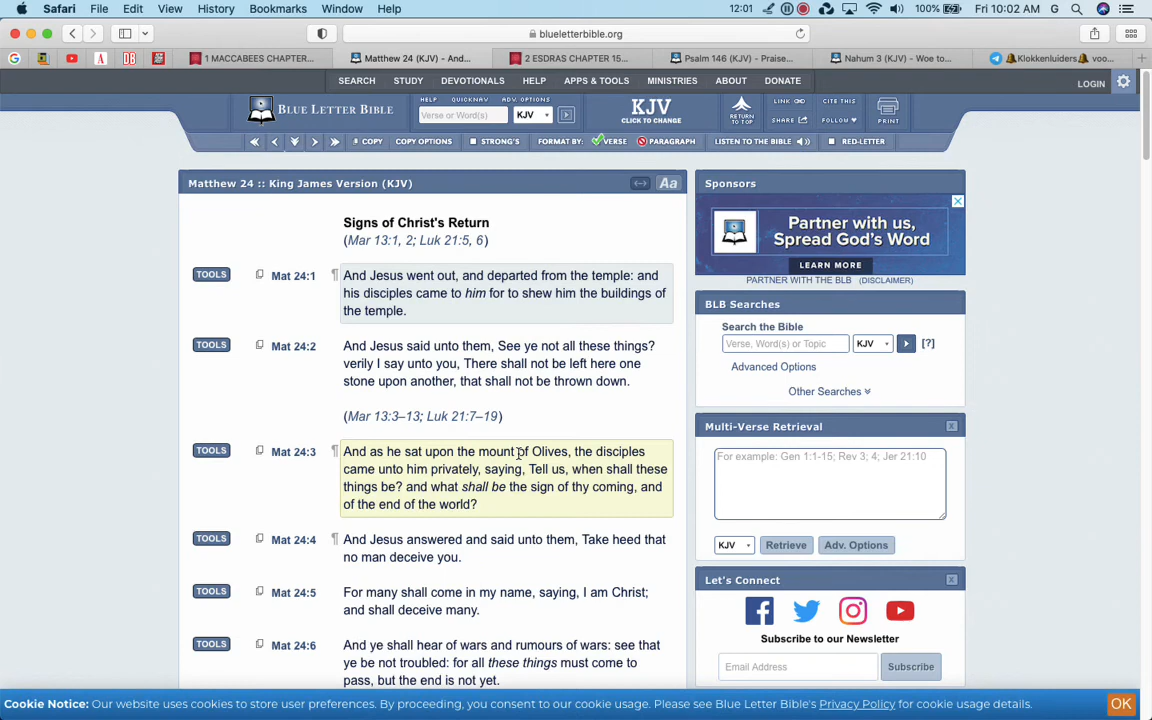 Safari File Edit View History Bookmarks Window Help 12:01 100% Fri 10:02 AM G
blueletterbible.org
G A DB 1 MACCABEES CHAPTER... Matthew 24 (KJV) - And... 2 ESDRAS CHAPTER 15... Psalm 146 (KJV) - Praise... Nahum 3 (KJV) - Woe to... Klokkenluiders voo...
SEARCH STUDY DEVOTIONALS HELP APPS & TOOLS MINISTRIES ABOUT DONATE LOGIN
BLUE LETTER BIBLE
HELP QUICKNAV ADV. OPTIONS
Verse or Word(s) KJV
KJV
CLICK TO CHANGE
RETURN
TO TOP
LINK CITE THIS
SHARE FOLLOW PRINT
COPY COPY OPTIONS STRONG'S FORMAT BY: VERSE PARAGRAPH LISTEN TO THE BIBLE RED-LETTER
Matthew 24 :: King James Version (KJV) Aa
Signs of Christ's Return
(Mar 13:1, 2; Luk 21:5, 6)
TOOLS Mat 24:1 ¶ And Jesus went out, and departed from the temple: and
his disciples came to him for to shew him the buildings of
the temple.
TOOLS Mat 24:2 And Jesus said unto them, See ye not all these things?
verily I say unto you, There shall not be left here one
stone upon another, that shall not be thrown down.
(Mar 13:3–13; Luk 21:7–19)
TOOLS Mat 24:3 ¶ And as he sat upon the mount of Olives, the disciples
came unto him privately, saying, Tell us, when shall these
things be? and what shall be the sign of thy coming, and
of the end of the world?
TOOLS Mat 24:4 ¶ And Jesus answered and said unto them, Take heed that
no man deceive you.
TOOLS Mat 24:5 For many shall come in my name, saying, I am Christ;
and shall deceive many.
TOOLS Mat 24:6 And ye shall hear of wars and rumours of wars: see that
ye be not troubled: for all these things must come to
pass, but the end is not yet.
Sponsors
Partner with us,
Spread God's Word
LEARN MORE
PARTNER WITH THE BLB (DISCLAIMER)
BLB Searches
Search the Bible
Verse, Word(s) or Topic KJV [?]
Advanced Options
Other Searches
Multi-Verse Retrieval x
For example: Gen 1:1-15; Rev 3; 4; Jer 21:10
KJV Retrieve Adv. Options
Let's Connect x
Subscribe to our Newsletter
Email Address Subscribe
Cookie Notice: Our website uses cookies to store user preferences. By proceeding, you consent to our cookie usage. Please see Blue Letter Bible's Privacy Policy for cookie usage details. OK